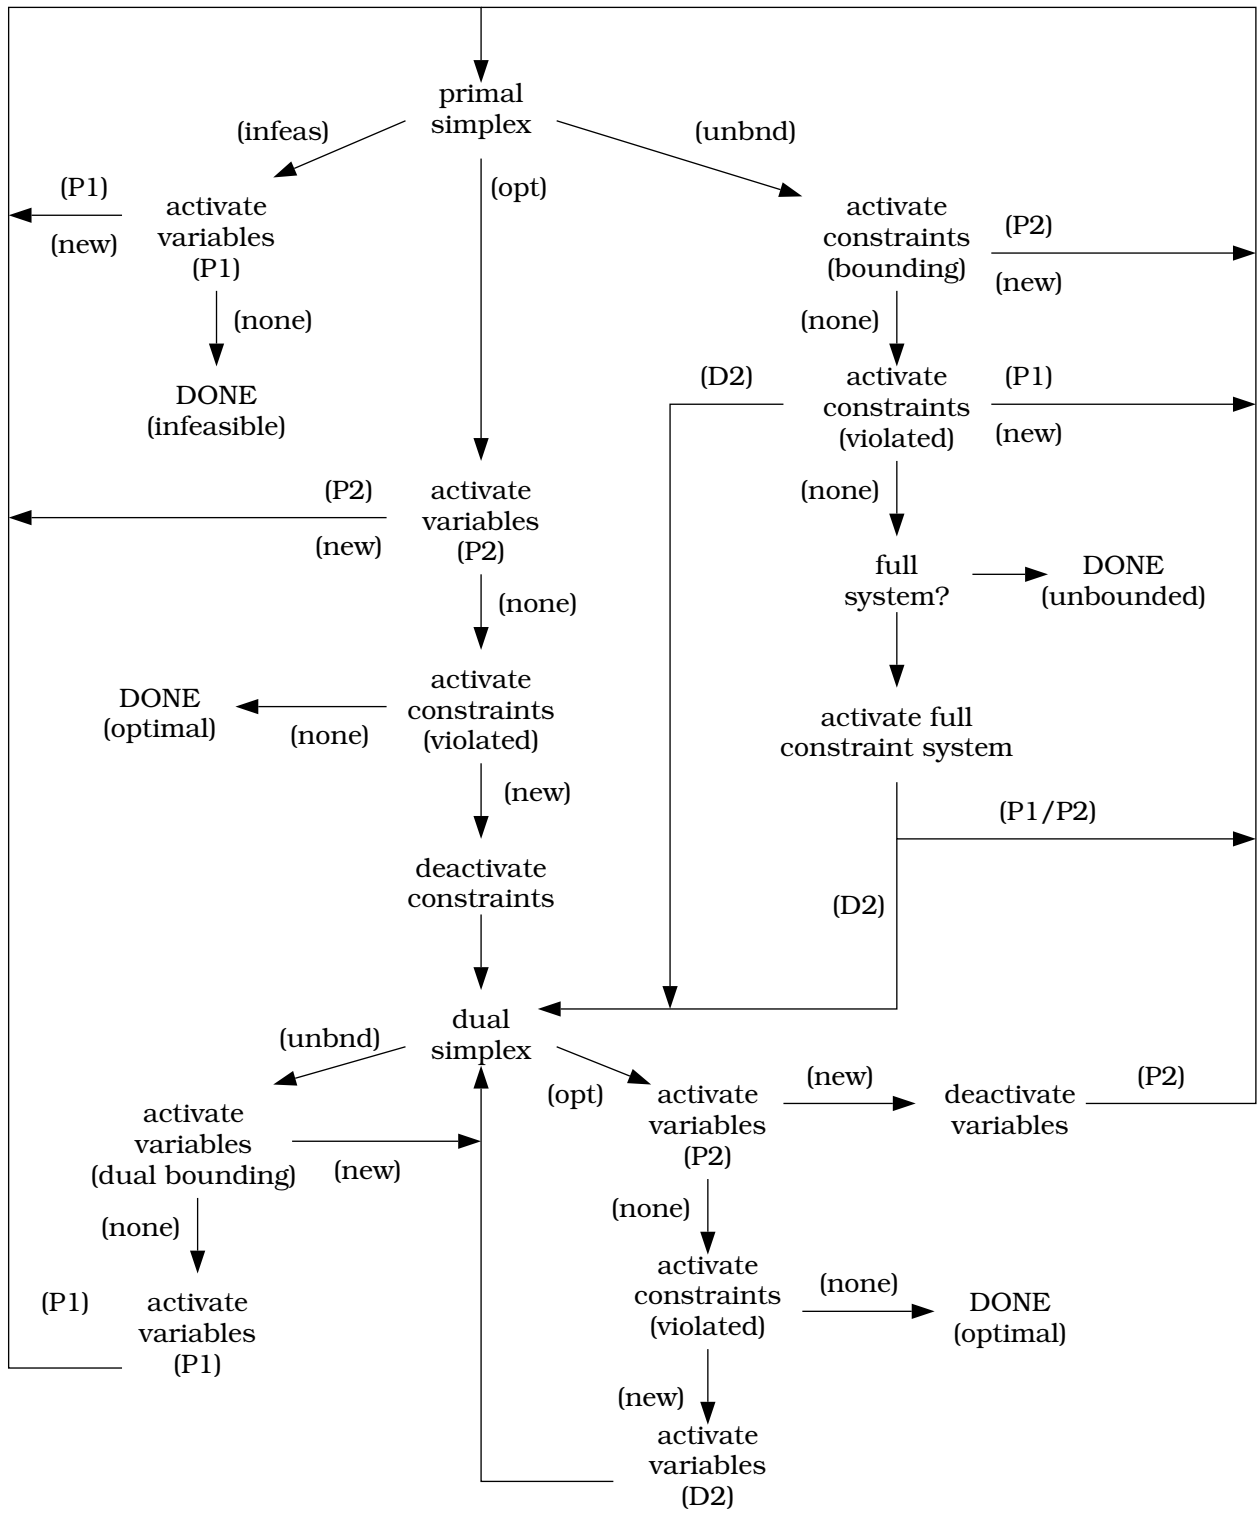 primal
simplex
(infeas)
(unbnd)
(opt)
(P1)
(new)
activate
variables
(P1)
(none)
DONE
(infeasible)
activate
constraints
(bounding)
(P2)
(new)
(none)
(D2)
activate
constraints
(violated)
(P1)
(new)
(none)
(P2)
(new)
activate
variables
(P2)
(none)
full
system?
DONE
(unbounded)
activate
constraints
(violated)
DONE
(optimal)
(none)
(new)
activate full
constraint system
(P1/P2)
(D2)
deactivate
constraints
dual
simplex
(unbnd)
(opt)
activate
variables
(dual bounding)
(new)
(none)
(P1)
activate
variables
(P1)
activate
variables
(P2)
(new)
deactivate
variables
(P2)
(none)
activate
constraints
(violated)
(none)
DONE
(optimal)
(new)
activate
variables
(D2)